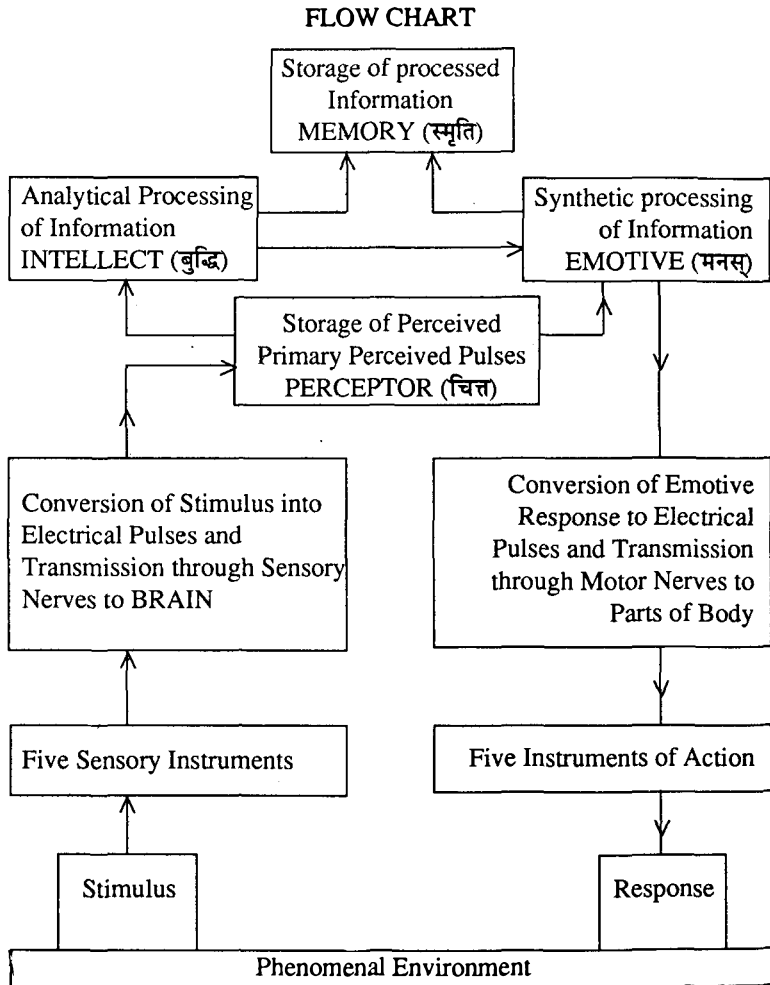 FLOW CHART
Storage of processed
Information
MEMORY (स्मृति)
Analytical Processing
of Information
INTELLECT (बुद्धि)
Synthetic processing
of Information
EMOTIVE (मनस्)
Storage of Perceived
Primary Perceived Pulses
PERCEPTOR (चित्त)
Conversion of Stimulus into
Electrical Pulses and
Transmission through Sensory
Nerves to BRAIN
Conversion of Emotive
Response to Electrical
Pulses and Transmission
through Motor Nerves to
Parts of Body
Five Sensory Instruments
Five Instruments of Action
Stimulus
Response
Phenomenal Environment